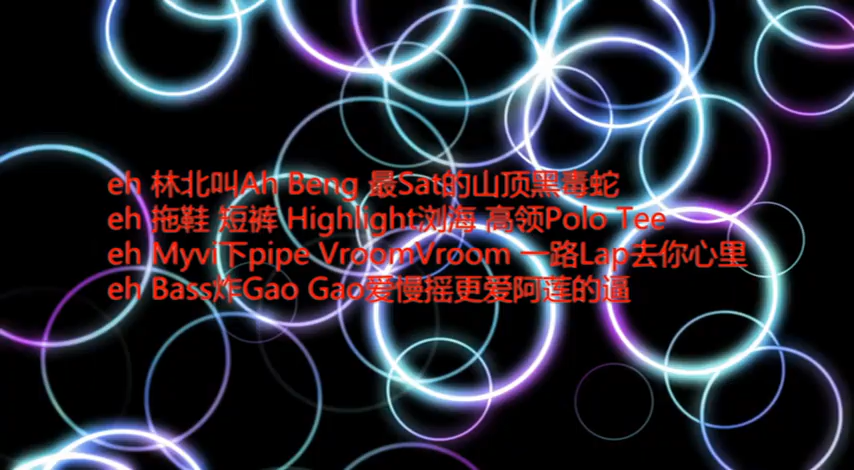 eh 林北叫Ah Beng 最Sat的山顶黑毒蛇
eh 拖鞋 短裤 Highlight浏海 高领Polo Tee
eh Myvi下pipe VroomVroom 一路Lap去你心里
eh Bass炸Gao Gao爱慢摇更爱阿莲的逼